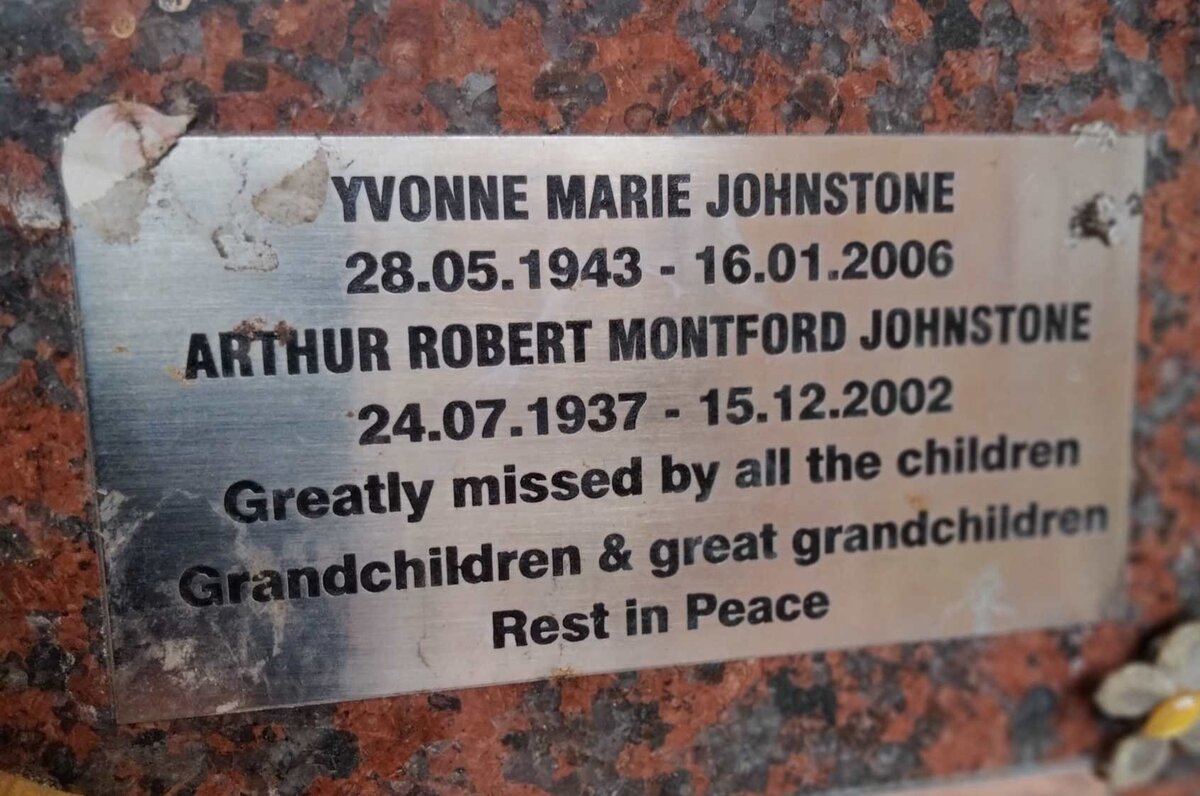 YVONNE MARIE JOHNSTONE
28.05.1943 - 16.01.2006
ARTHUR ROBERT MONTFORD JOHNSTONE
24.07.1937 - 15.12.2002
Greatly missed by all the children
Grandchildren & great grandchildren
Rest in Peace